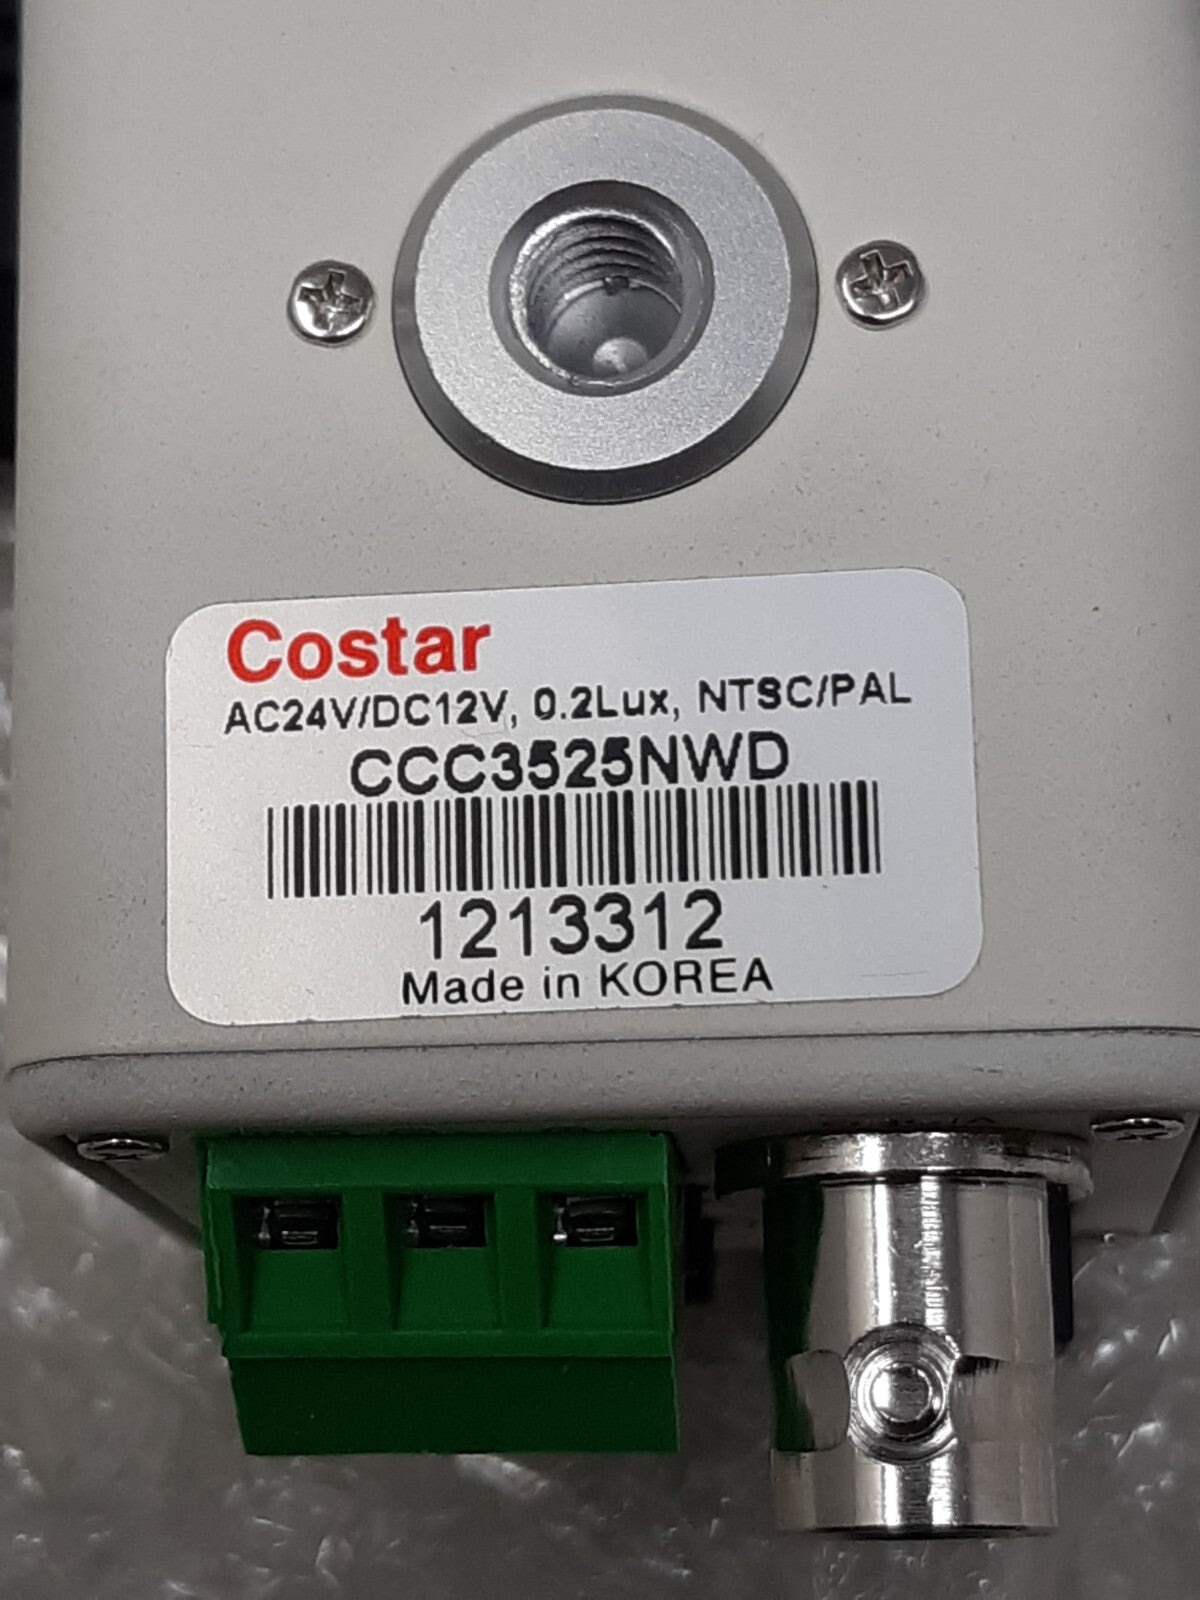 Costar
AC24V/DC12V, 0.2Lux, NTSC/PAL
CCC3525NWD
1213312
Made in KOREA